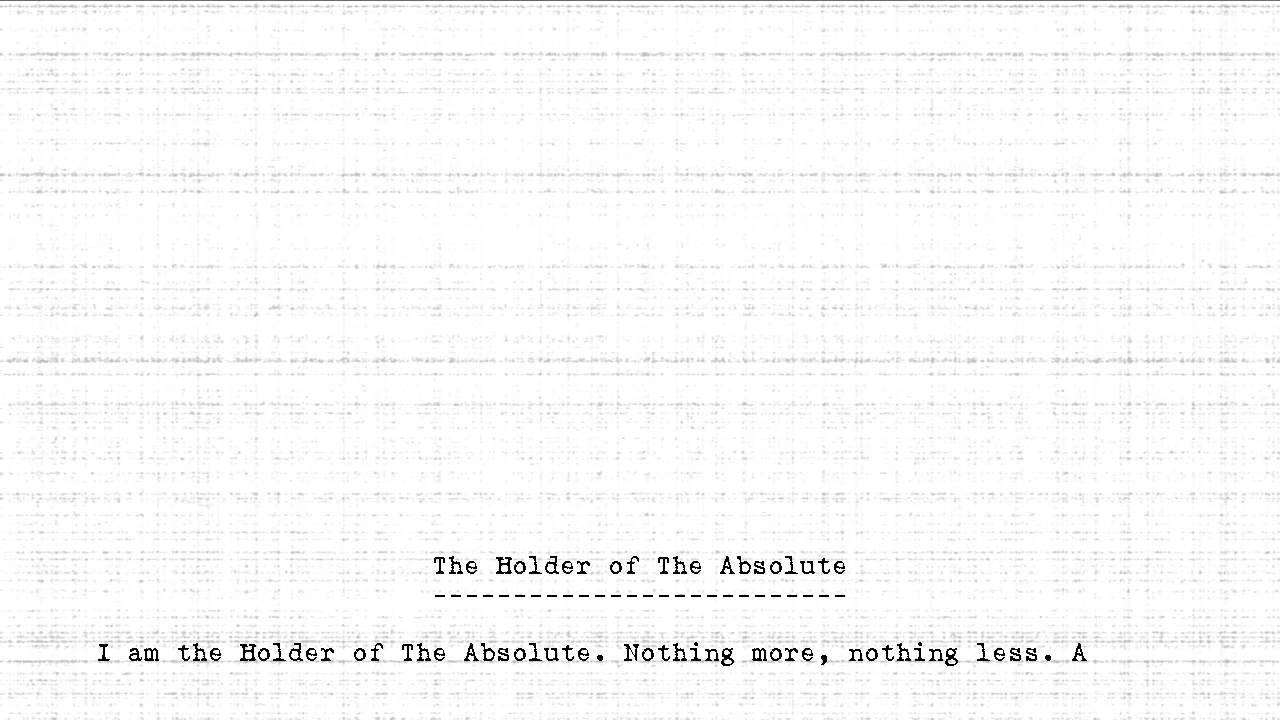 The Holder of The Absolute
--------------------------
I am the Holder of The Absolute. Nothing more, nothing less. A